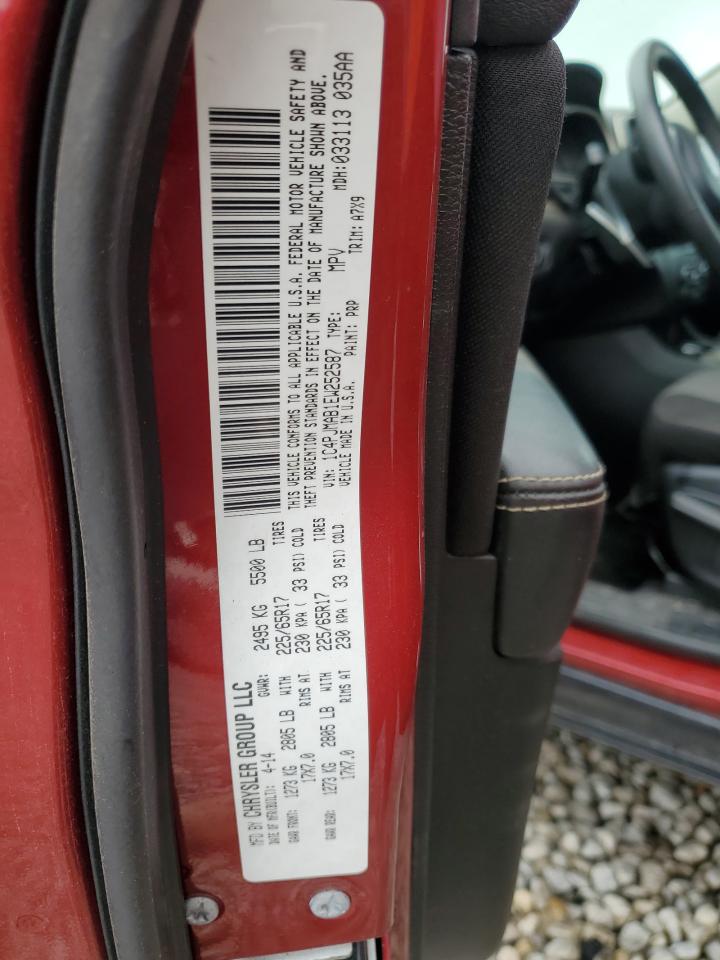 MFD BY CHRYSLER GROUP LLC
DATE OF MFR(BUILT): 4-14 GVWR: 2495 KG 5500 LB
GAWR FRONT: 1273 KG 2805 LB WITH 225/65R17 TIRES
17X7.0 RIMS AT 230 KPA ( 33 PSI) COLD
GAWR REAR: 1273 KG 2805 LB WITH 225/65R17 TIRES
17X7.0 RIMS AT 230 KPA ( 33 PSI) COLD
THIS VEHICLE CONFORMS TO ALL APPLICABLE U.S.A. FEDERAL MOTOR VEHICLE SAFETY AND
THEFT PREVENTION STANDARDS IN EFFECT ON THE DATE OF MANUFACTURE SHOWN ABOVE.
VIN: 1C4PJMAB1EW252587 TYPE: MPV MDH:033113 035AA
VEHICLE MADE IN U.S.A. PAINT: PRP TRIM: A7X9